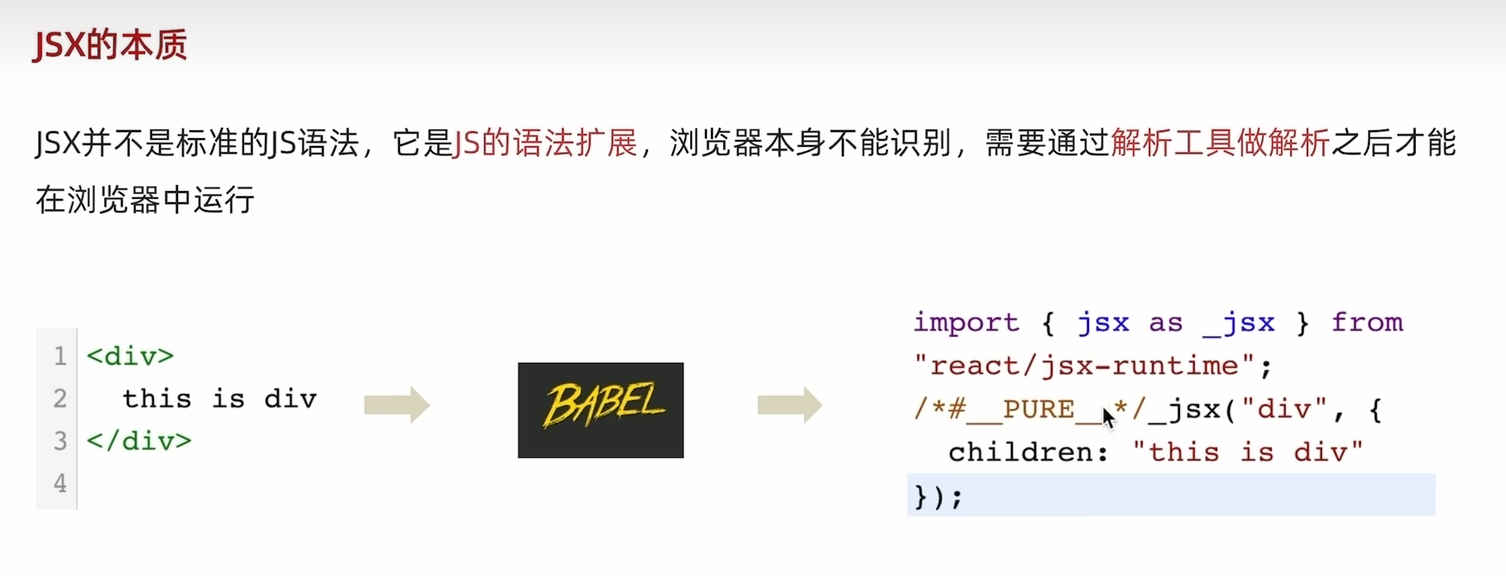 JSX的本质
JSX并不是标准的JS语法，它是JS的语法扩展，浏览器本身不能识别，需要通过解析工具做解析之后才能
在浏览器中运行
1 <div>
2   this is div
3 </div>
4
BABEL
import { jsx as _jsx } from
"react/jsx-runtime";
/*#__PURE__*/_jsx("div", {
  children: "this is div"
});